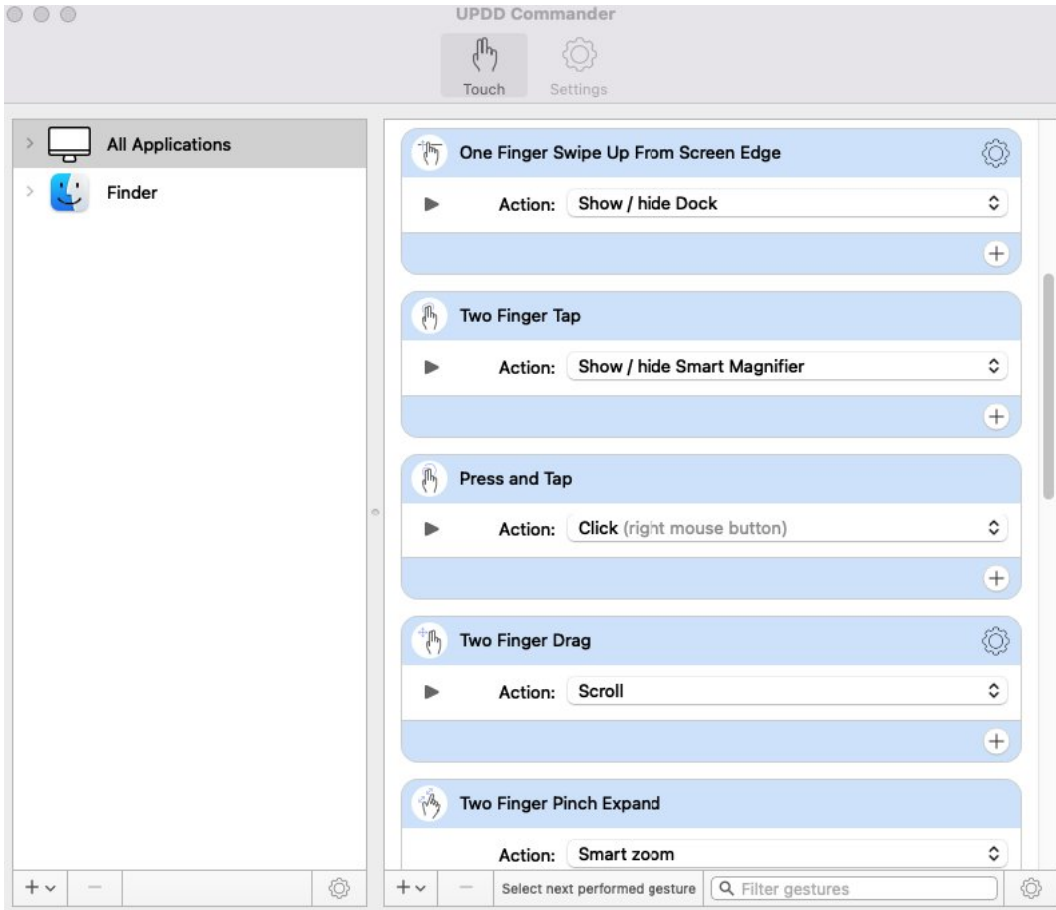 UPDD Commander
Touch
Settings
All Applications
Finder
One Finger Swipe Up From Screen Edge
Action: Show / hide Dock
Two Finger Tap
Action: Show / hide Smart Magnifier
Press and Tap
Action: Click (right mouse button)
Two Finger Drag
Action: Scroll
Two Finger Pinch Expand
Action: Smart zoom
Select next performed gesture
Filter gestures